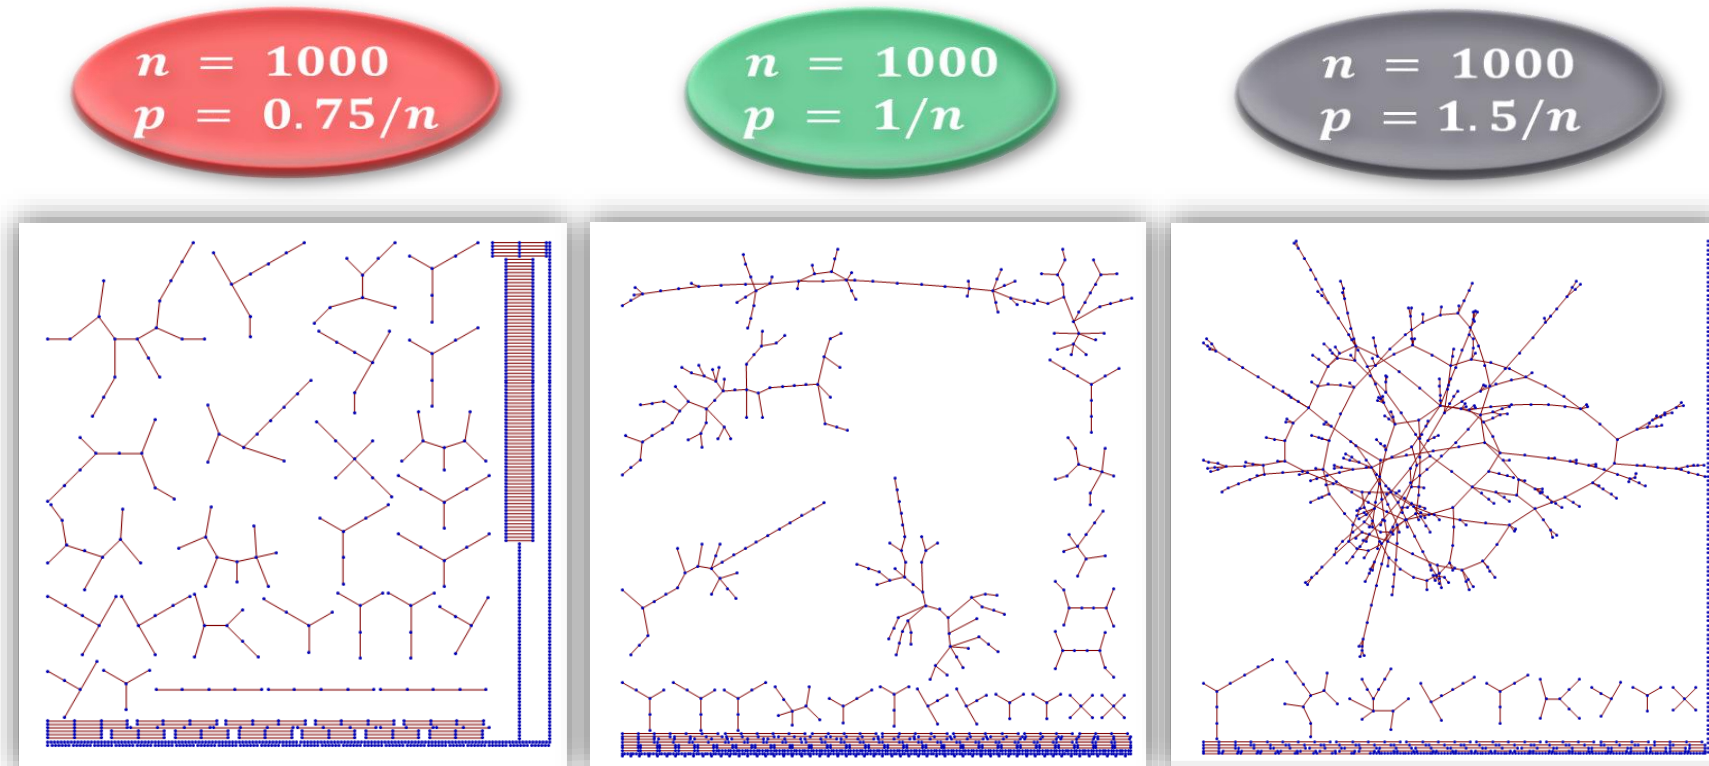 n = 1000
p = 0.75/n
n = 1000
p = 1/n
n = 1000
p = 1.5/n